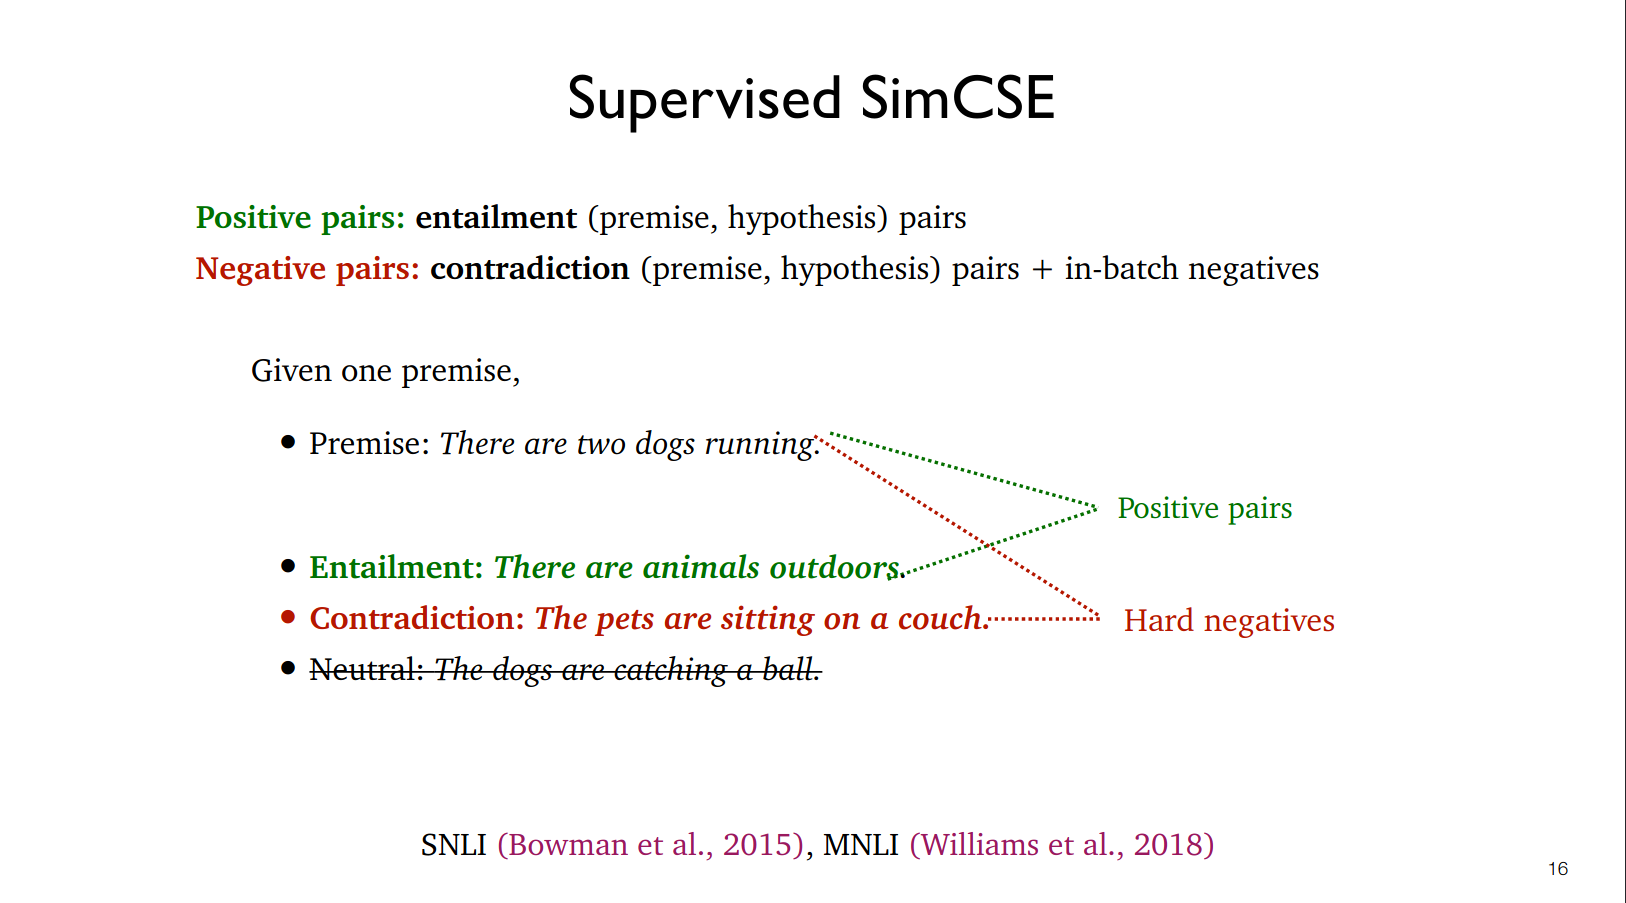 Supervised SimCSE
Positive pairs: entailment (premise, hypothesis) pairs
Negative pairs: contradiction (premise, hypothesis) pairs + in-batch negatives
Given one premise,
• Premise: There are two dogs running.
Positive pairs
• Entailment: There are animals outdoors.
• Contradiction: The pets are sitting on a couch.
Hard negatives
• Neutral: The dogs are catching a ball.
SNLI (Bowman et al., 2015), MNLI (Williams et al., 2018)
16